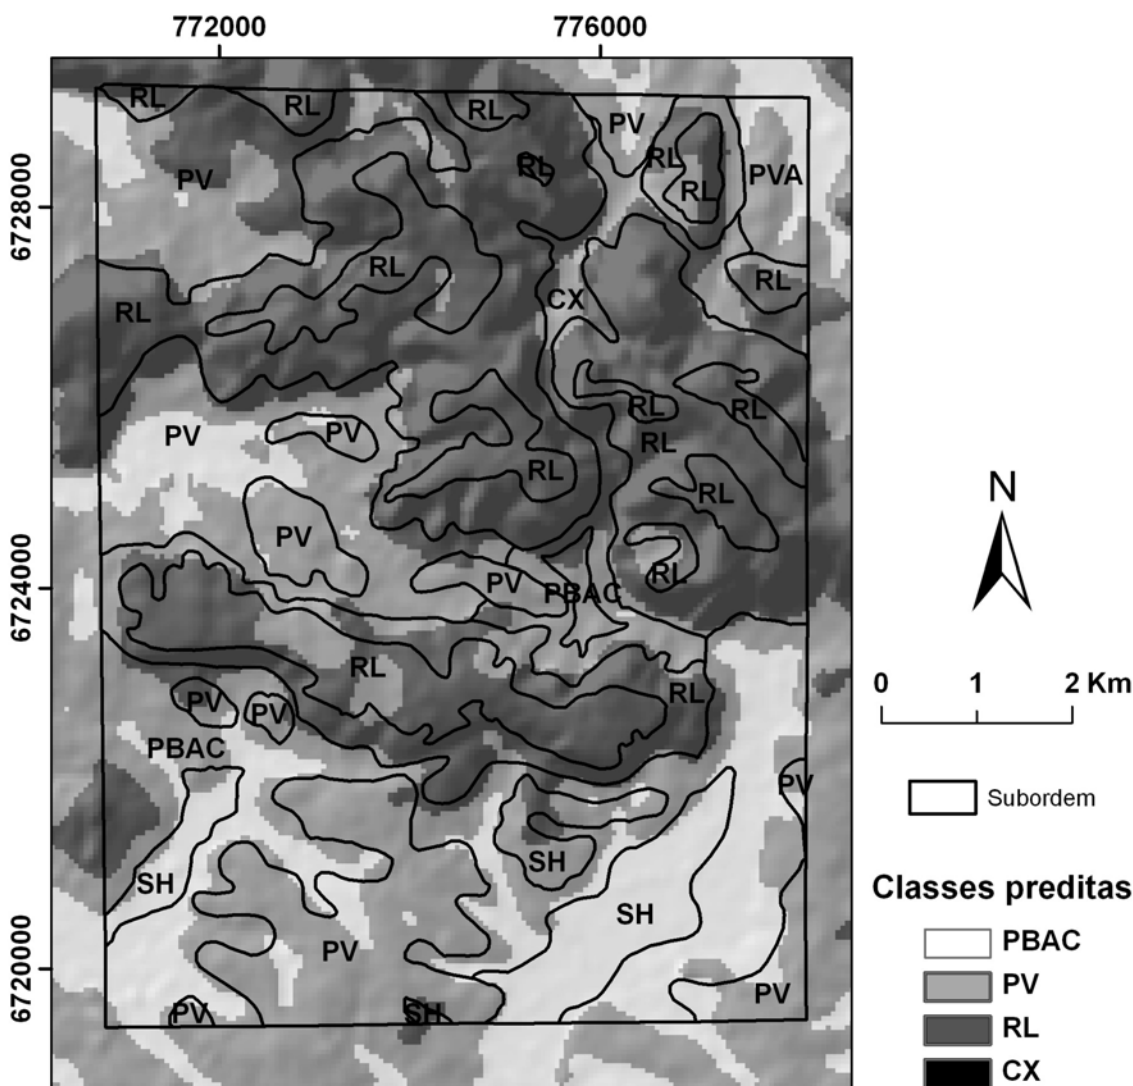 772000 776000
6728000
6724000
6720000
RL RL RL PV
RL RL PVA
PV RL
RL RL
RL CX
RL RL
PV PV RL
RL RL
PV
PV PBAC RL
RL RL
PV PV
PBAC
PV
SH SH
SH
PV
PV PV
SH
N
0 1 2 Km
Subordem
Classes preditas
PBAC
PV
RL
CX